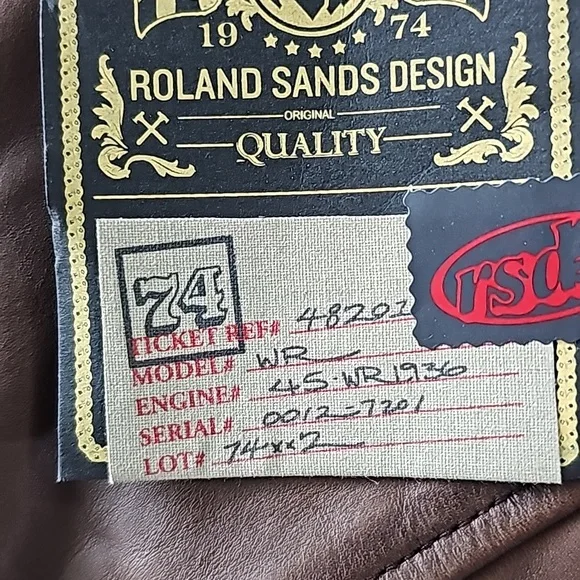 19 74
ROLAND SANDS DESIGN
ORIGINAL
QUALITY
rsd
74
TICKET REF# 48202
MODEL# WR
ENGINE# 45-WR1936
SERIAL# 0012-7201
LOT# 74xx2